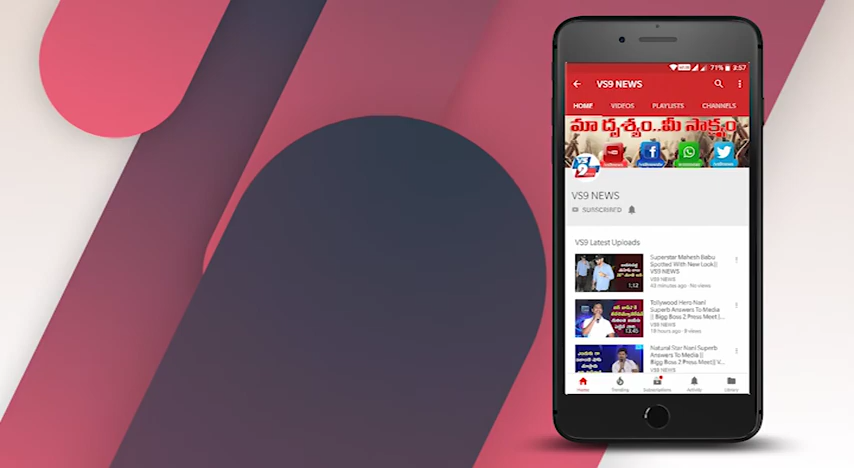 71% 3:57
VS9 NEWS
HOME VIDEOS PLAYLISTS CHANNELS
మా దృశ్యం..మీ సాక్ష్యం
VS
9
VS9 NEWS
SUBSCRIBED
VS9 Latest Uploads
Superstar Mahesh Babu
Spotted With New Look||
VS9 NEWS
VS9 NEWS
43 minutes ago · No views
1:12
Tollywood Hero Nani
Superb Answers To Media
|| Bigg Boss 2 Press Meet |...
VS9 NEWS
18 hours ago · 9 views
13:45
Natural Star Nani Superb
Answers To Media ||
Bigg Boss 2 Press Meet || V...
VS9 NEWS
Home Trending Subscriptions Activity Library